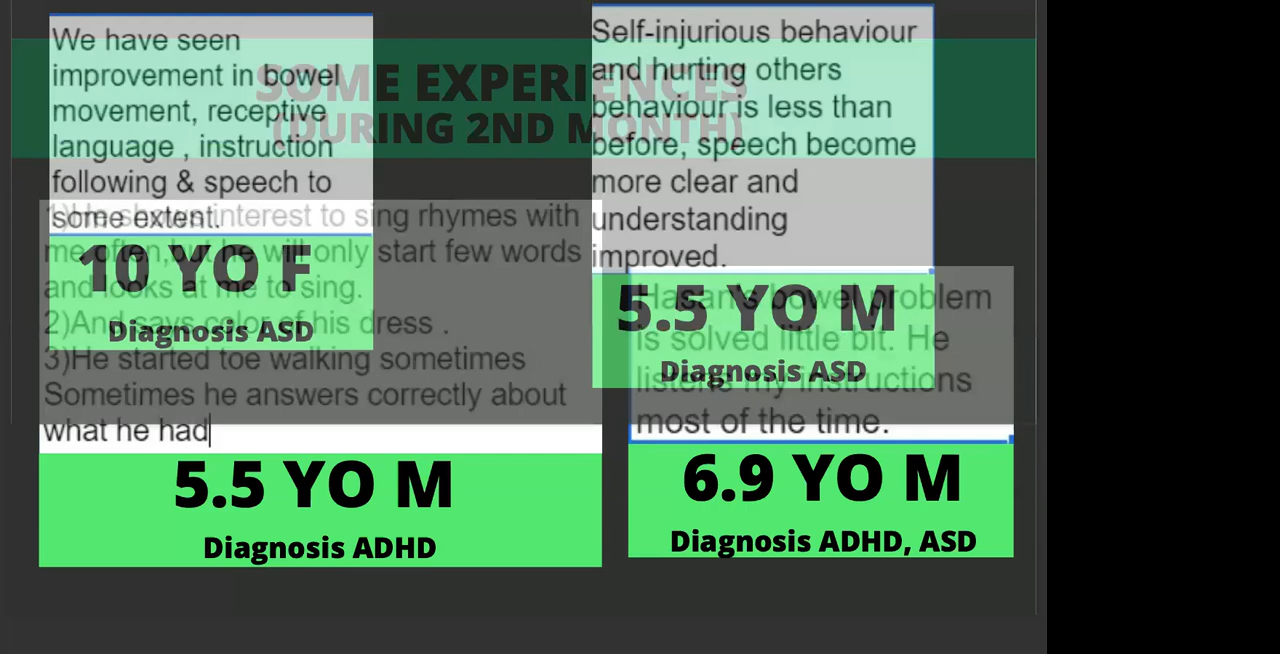 We have seen
improvement in bowel
movement, receptive
language , instruction
following & speech to
some extent.
10 YO F
Diagnosis ASD
SOME EXPERIENCES
(DURING 2ND MONTH)
Self-injurious behaviour
and hurting others
behaviour is less than
before, speech become
more clear and
understanding
improved.
5.5 YO M
Diagnosis ASD
1)He shows interest to sing rhymes with
me often,but he will only start few words
and looks at me to sing.
2)And says color of his dress .
3)He started toe walking sometimes
Sometimes he answers correctly about
what he had
5.5 YO M
Diagnosis ADHD
Hasan's bowel problem
is solved little bit. He
listens my instructions
most of the time.
6.9 YO M
Diagnosis ADHD, ASD